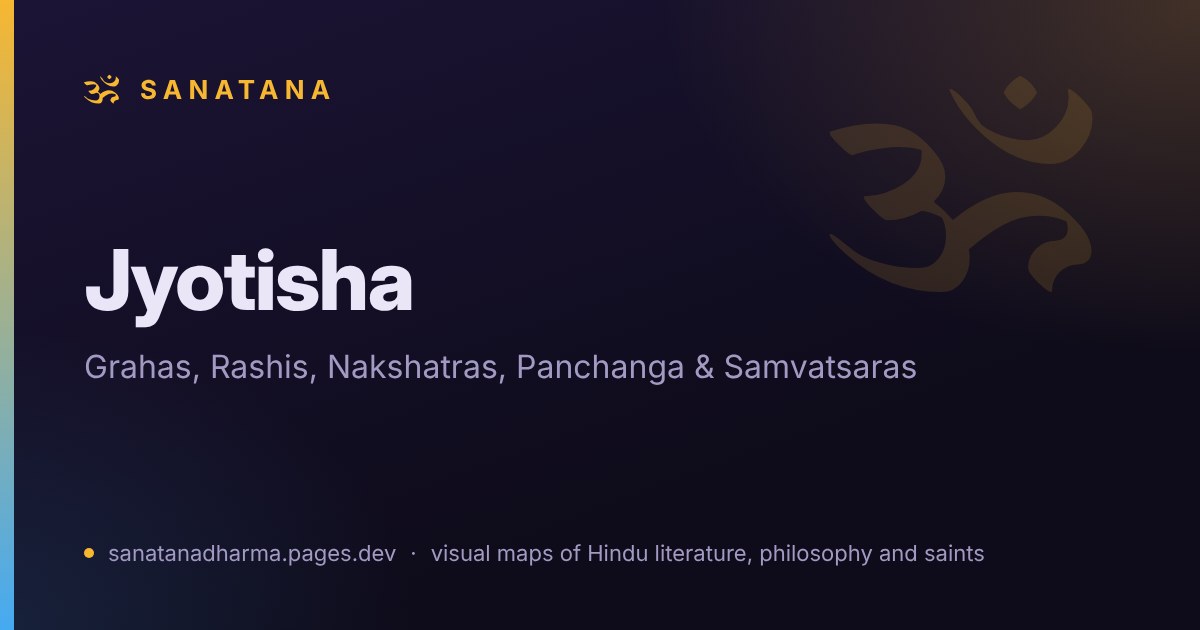 ॐ SANATANA
ॐ
Jyotisha
Grahas, Rashis, Nakshatras, Panchanga & Samvatsaras
sanatanadharma.pages.dev · visual maps of Hindu literature, philosophy and saints